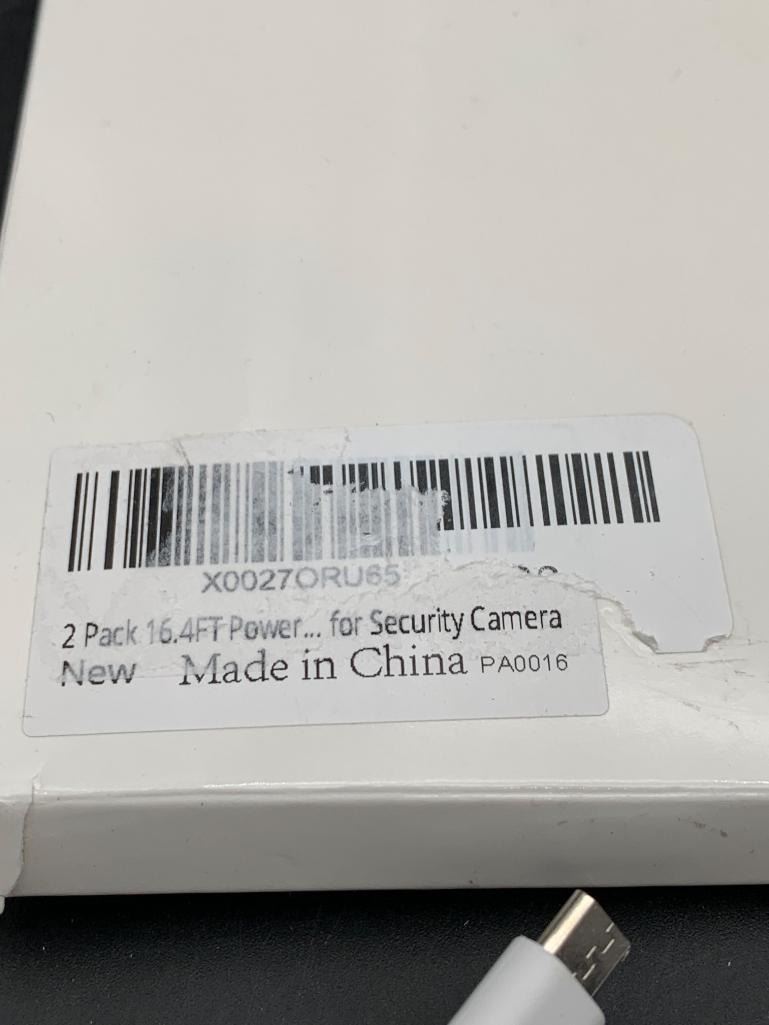 X0027ORU65
2 Pack 16.4FT Power... for Security Camera
New Made in China PA0016